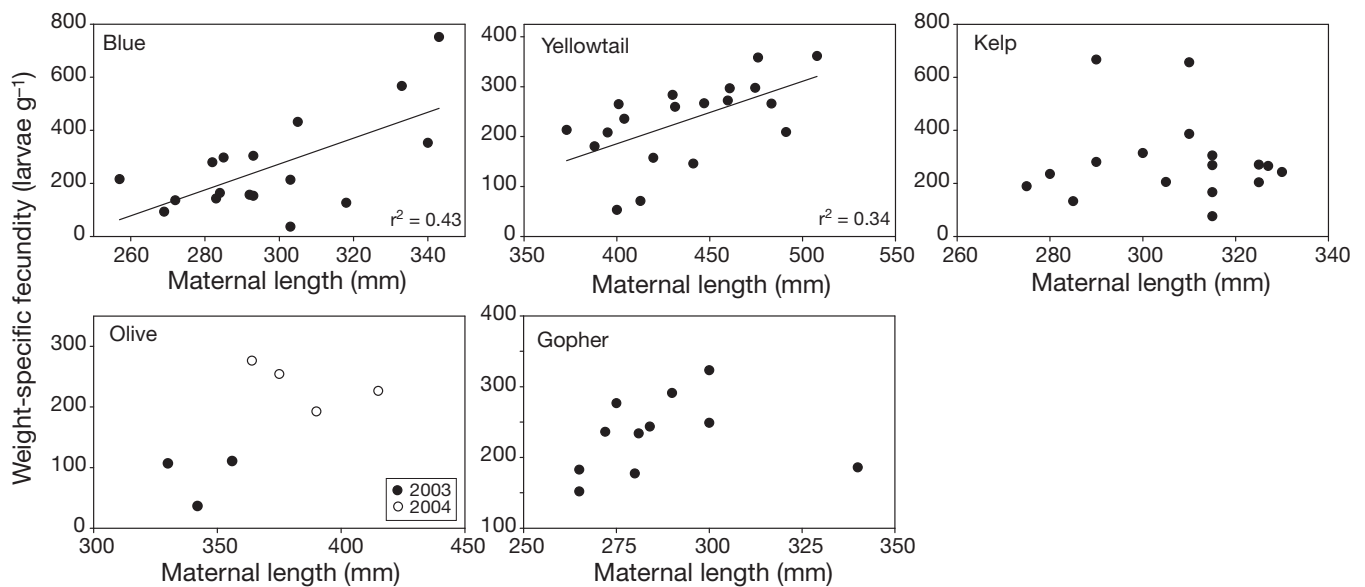 Weight-specific fecundity (larvae g⁻¹)
Blue
800
600
400
200
0
260 280 300 320 340
r² = 0.43
Maternal length (mm)
Yellowtail
400
300
200
100
0
350 400 450 500 550
r² = 0.34
Maternal length (mm)
Kelp
800
600
400
200
0
260 280 300 320 340
Maternal length (mm)
Olive
300
200
100
0
300 350 400 450
2003
2004
Maternal length (mm)
Gopher
400
300
200
100
250 275 300 325 350
Maternal length (mm)